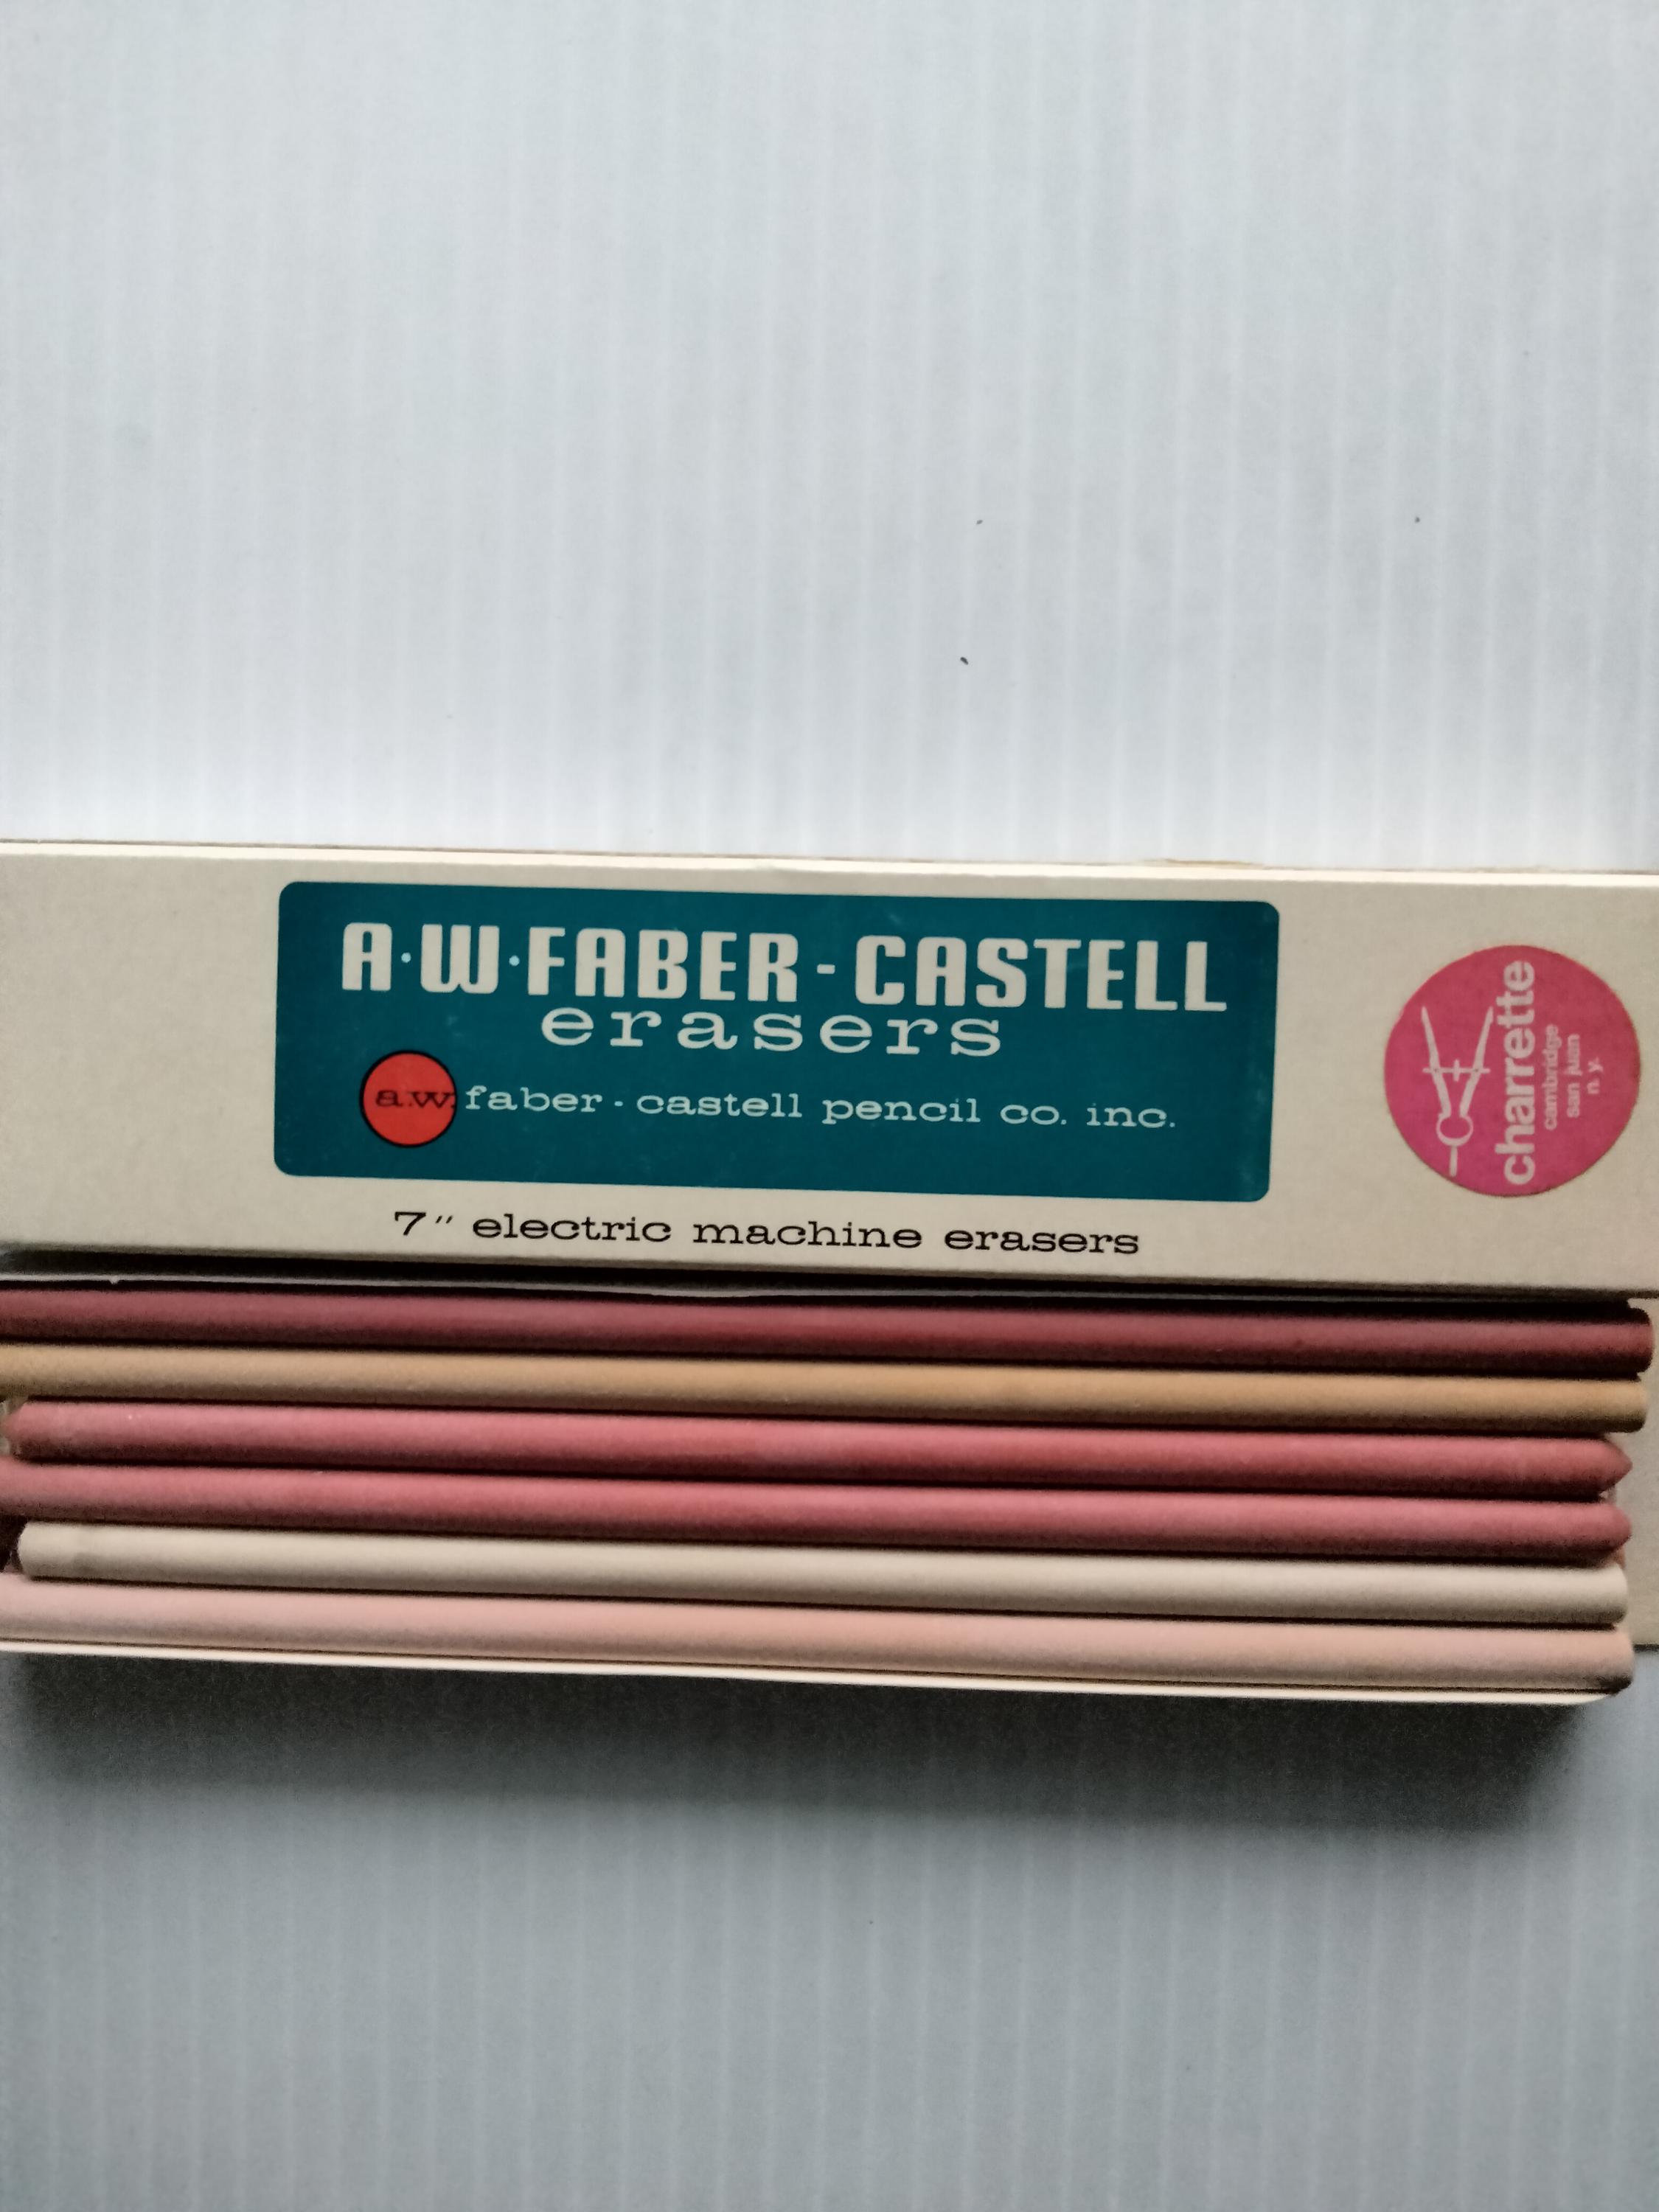 A·W·FABER-CASTELL
erasers
a.w. faber-castell pencil co. inc.
7" electric machine erasers
charrette
cambridge
san juan
n.y.